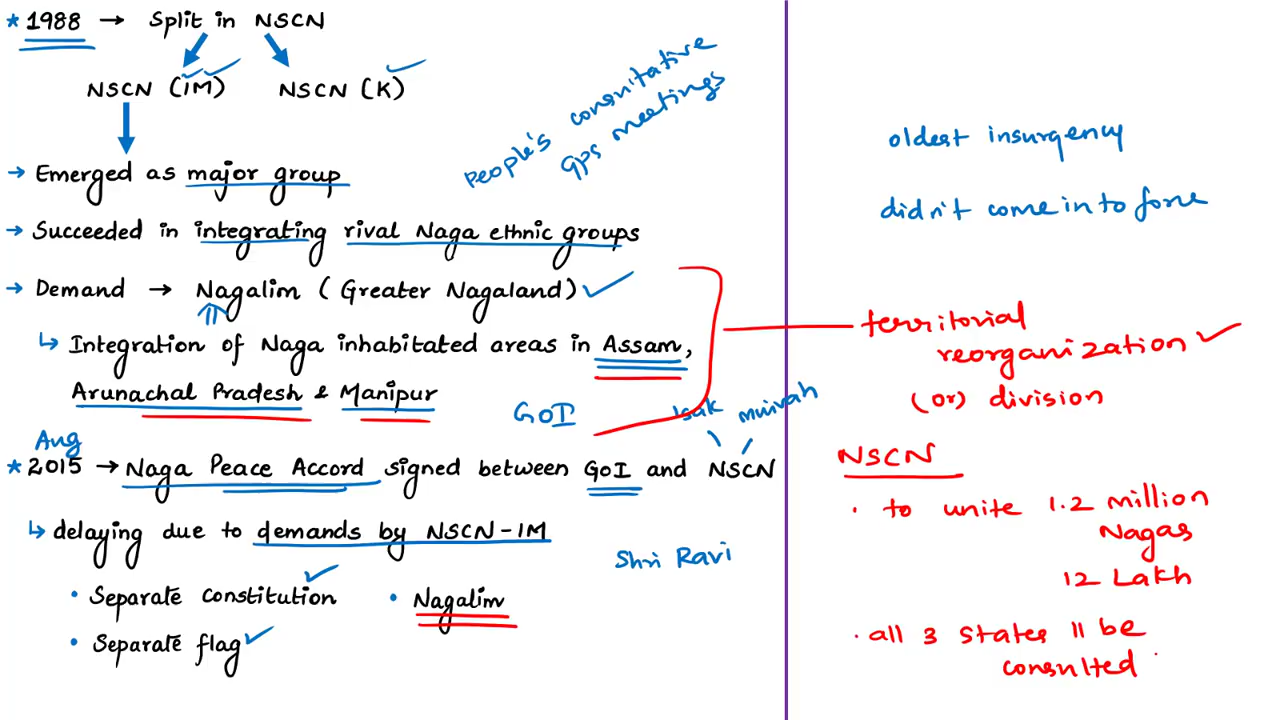 * 1988 → Split in NSCN
NSCN (IM) NSCN (K)
People's consultative
gps meetings
→ Emerged as major group
→ Succeeded in integrating rival Naga ethnic groups
→ Demand → Nagalim (Greater Nagaland)
↳ Integration of Naga inhabitated areas in Assam,
Arunachal Pradesh & Manipur
GOI
Isak muivah
Aug
* 2015 → Naga Peace Accord signed between GoI and NSCN
↳ delaying due to demands by NSCN-IM
Shri Ravi
• Separate constitution • Nagalim
• Separate flag
oldest insurgency
didn't come into force
territorial
reorganization
(or) division
NSCN
• to unite 1.2 million
Nagas
12 Lakh
• all 3 states ll be
consulted